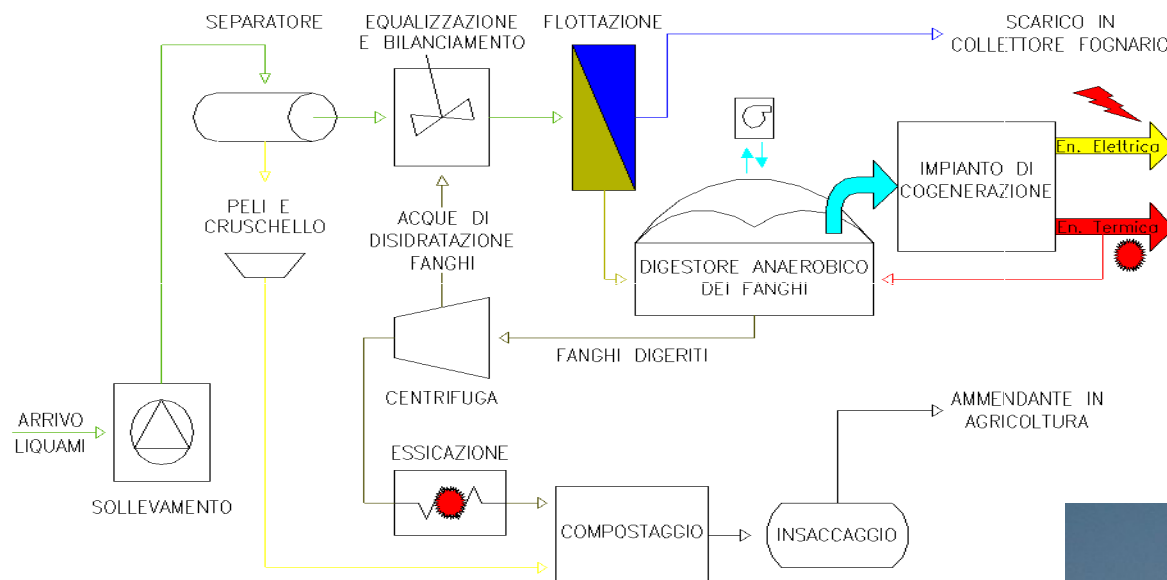 SEPARATORE
EQUALIZZAZIONE
E BILANCIAMENTO
FLOTTAZIONE
SCARICO IN
COLLETTORE FOGNARIO
En. Elettrica
IMPIANTO DI
COGENERAZIONE
En. Termica
PELI E
CRUSCHELLO
ACQUE DI
DISIDRATAZIONE
FANGHI
DIGESTORE ANAEROBICO
DEI FANGHI
FANGHI DIGERITI
CENTRIFUGA
ARRIVO
LIQUAMI
SOLLEVAMENTO
AMMENDANTE IN
AGRICOLTURA
ESSICAZIONE
COMPOSTAGGIO
INSACCAGGIO